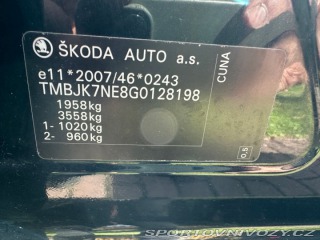 ŠKODA AUTO a.s.
e11*2007/46*0243
TMBJK7NE8G0128198
1958kg
3558kg
1- 1020kg
2- 960kg
CUNA
0.5
SPORTOVNIVOZY.CZ